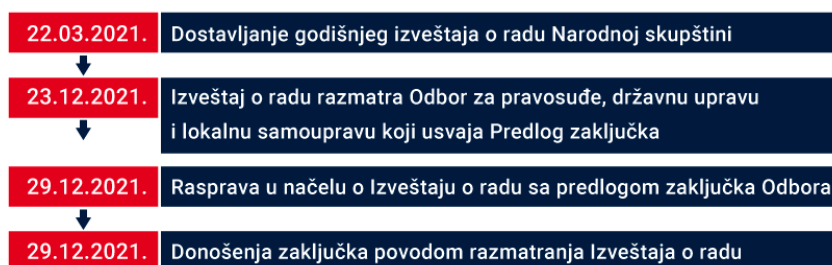 22.03.2021. Dostavljanje godišnjeg izveštaja o radu Narodnoj skupštini
23.12.2021. Izveštaj o radu razmatra Odbor za pravosuđe, državnu upravu
i lokalnu samoupravu koji usvaja Predlog zaključka
29.12.2021. Rasprava u načelu o Izveštaju o radu sa predlogom zaključka Odbora
29.12.2021. Donošenja zaključka povodom razmatranja Izveštaja o radu